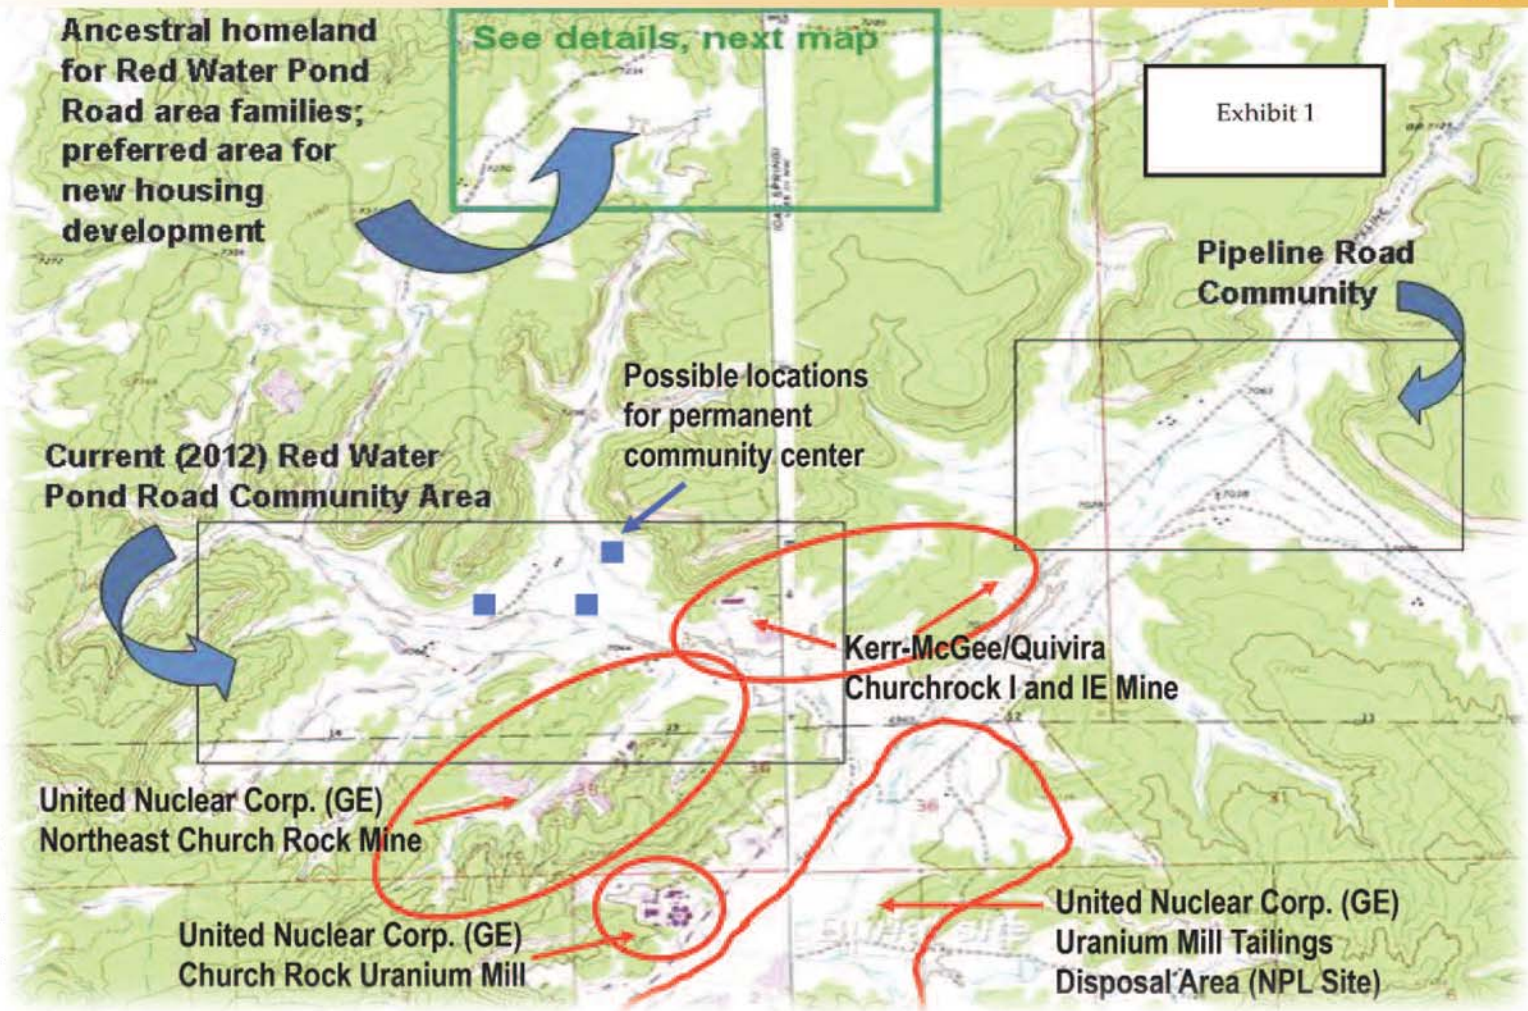 Ancestral homeland
for Red Water Pond
Road area families;
preferred area for
new housing
development
See details, next map
Exhibit 1
Pipeline Road
Community
Possible locations
for permanent
community center
Current (2012) Red Water
Pond Road Community Area
Kerr-McGee/Quivira
Churchrock I and IE Mine
United Nuclear Corp. (GE)
Northeast Church Rock Mine
United Nuclear Corp. (GE)
Church Rock Uranium Mill
United Nuclear Corp. (GE)
Uranium Mill Tailings
Disposal Area (NPL Site)
36
36
31